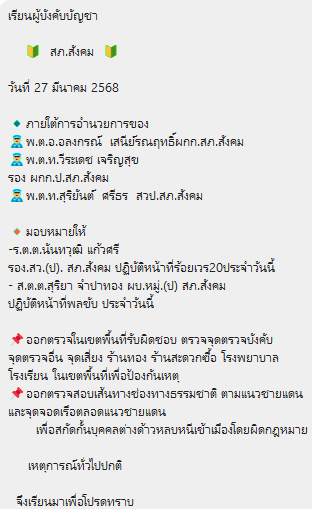 เรียนผู้บังคับบัญชา
🔰 สภ.สังคม 🔰
วันที่ 27 มีนาคม 2568
🔹ภายใต้การอำนวยการของ
👮พ.ต.อ.อลงกรณ์ เสนีย์รณฤทธิ์ผกก.สภ.สังคม
👮พ.ต.ท.วีระเดช เจริญสุข
รอง ผกก.ป.สภ.สังคม
👮พ.ต.ท.สุริยันต์ ศรีธร สวป.สภ.สังคม
🔸มอบหมายให้
-ร.ต.ต.นันทวุฒิ แก้วศรี
รอง.สว.(ป). สภ.สังคม ปฏิบัติหน้าที่ร้อยเวร20ประจำวันนี้
- ส.ต.ต.สุริยา จำปาทอง ผบ.หมู่.(ป) สภ.สังคม
ปฏิบัติหน้าที่พลขับ ประจำวันนี้
📌ออกตรวจในเขตพื้นที่รับผิดชอบ ตรวจจุดตรวจบังคับ
จุดตรวจอื่น จุดเสี่ยง ร้านทอง ร้านสะดวกซื้อ โรงพยาบาล
โรงเรียน ในเขตพื้นที่เพื่อป้องกันเหตุ
📌ออกตรวจสอบเส้นทางช่องทางธรรมชาติ ตามแนวชายแดน
และจุดจอดเรือตลอดแนวชายแดน
เพื่อสกัดกั้นบุคคลต่างด้าวหลบหนีเข้าเมืองโดยผิดกฎหมาย
เหตุการณ์ทั่วไปปกติ
จึงเรียนมาเพื่อโปรดทราบ